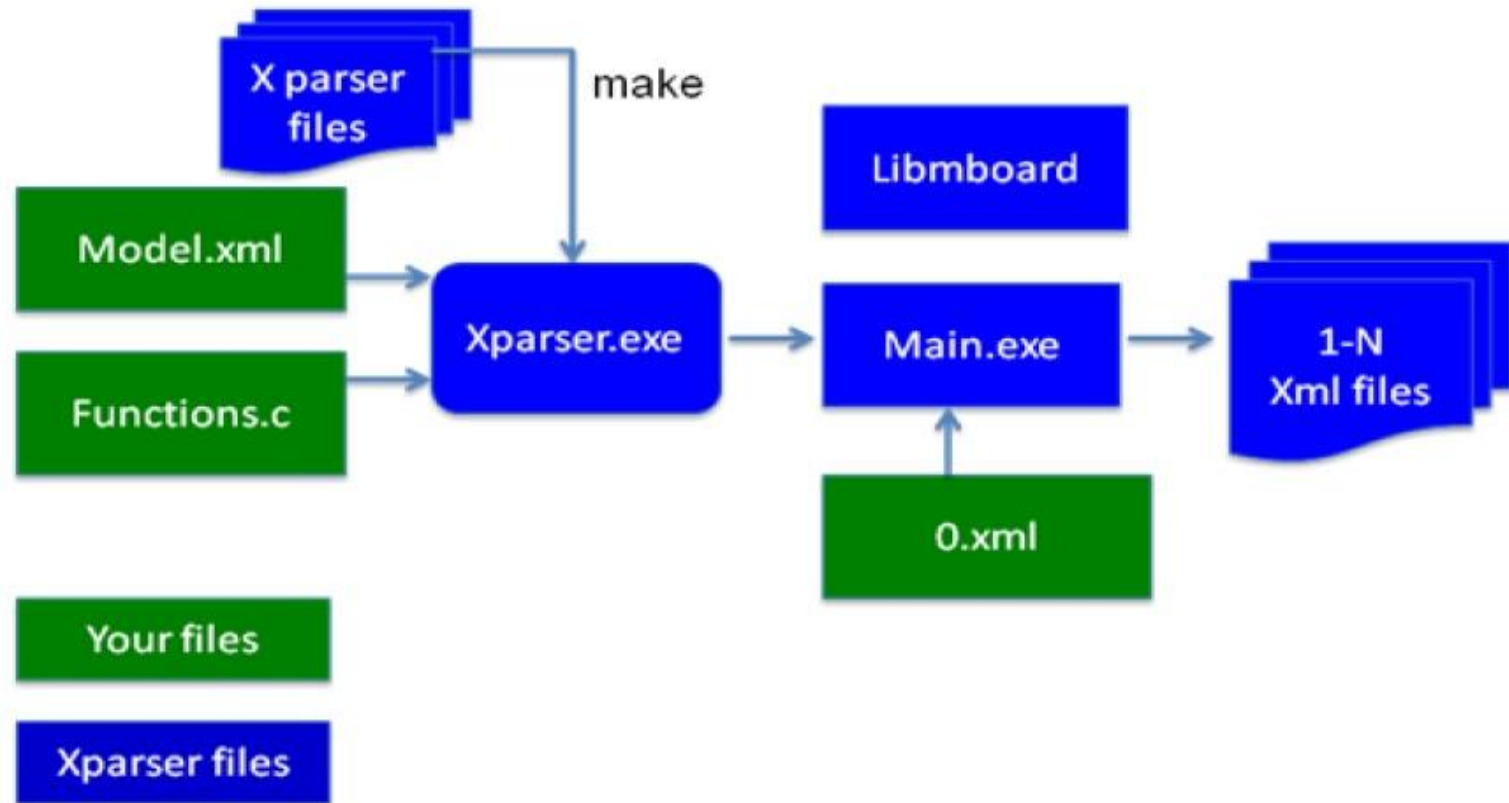 X parser
files
make
Libmboard
Model.xml
Xparser.exe
Main.exe
1-N
Xml files
Functions.c
0.xml
Your files
Xparser files